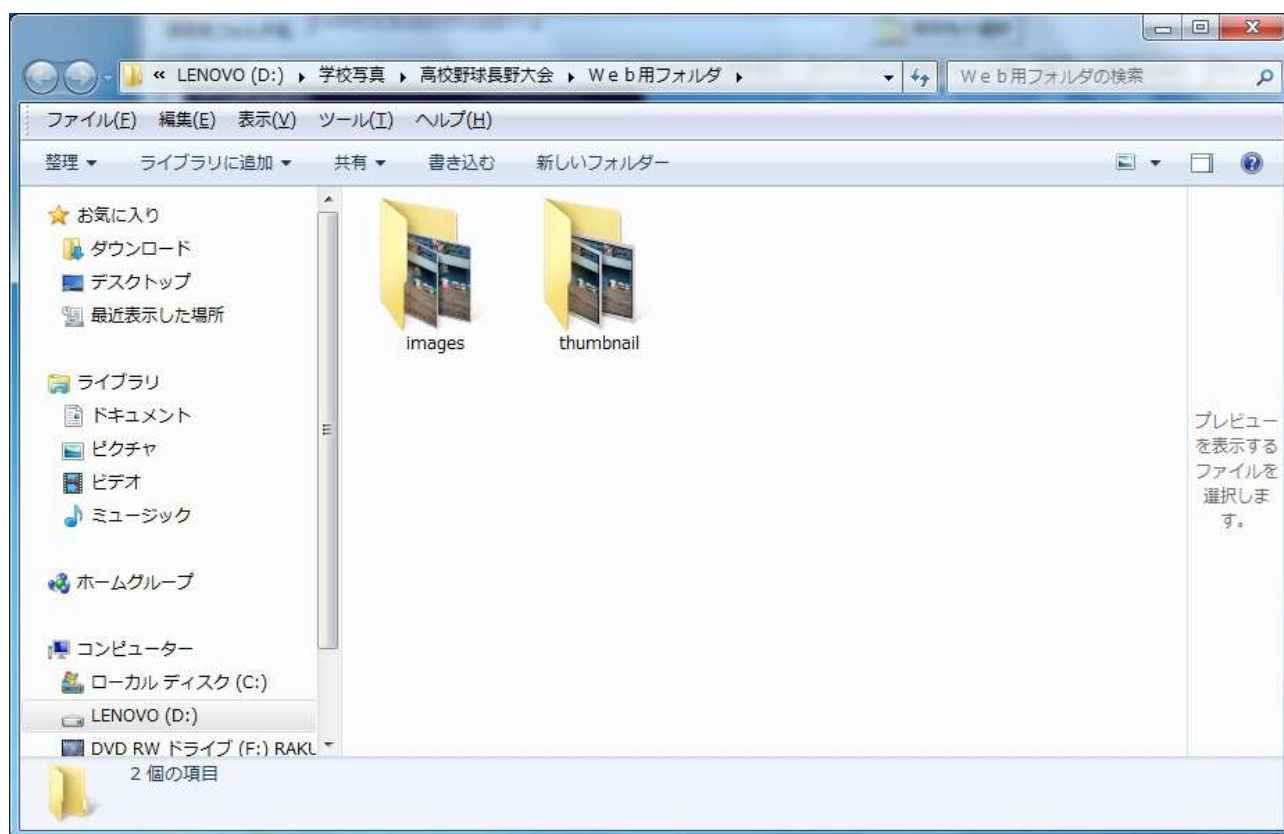 « LENOVO (D:) ▸ 学校写真 ▸ 高校野球長野大会 ▸ Ｗｅｂ用フォルダ ▸
Ｗｅｂ用フォルダの検索
ファイル(F) 編集(E) 表示(V) ツール(T) ヘルプ(H)
整理 ライブラリに追加 共有 書き込む 新しいフォルダー
お気に入り
ダウンロード
デスクトップ
最近表示した場所
ライブラリ
ドキュメント
ピクチャ
ビデオ
ミュージック
ホームグループ
コンピューター
ローカル ディスク (C:)
LENOVO (D:)
DVD RW ドライブ (F:) RAKU
images
thumbnail
プレビュー
を表示する
ファイルを
選択しま
す。
2 個の項目